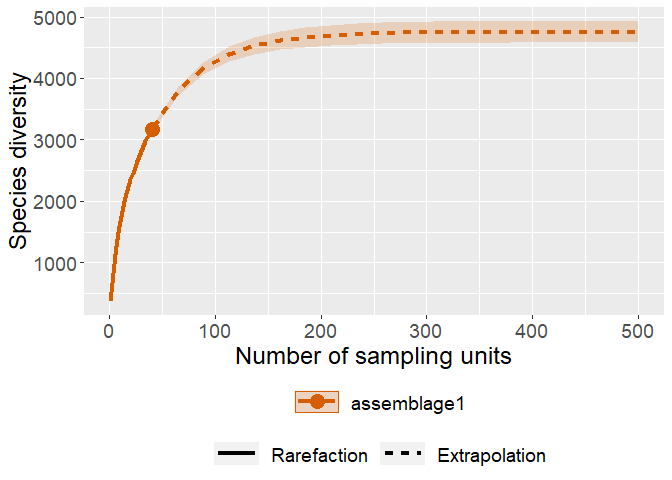 5000
4000
3000
2000
1000
Species diversity
0 100 200 300 400 500
Number of sampling units
assemblage1
Rarefaction Extrapolation